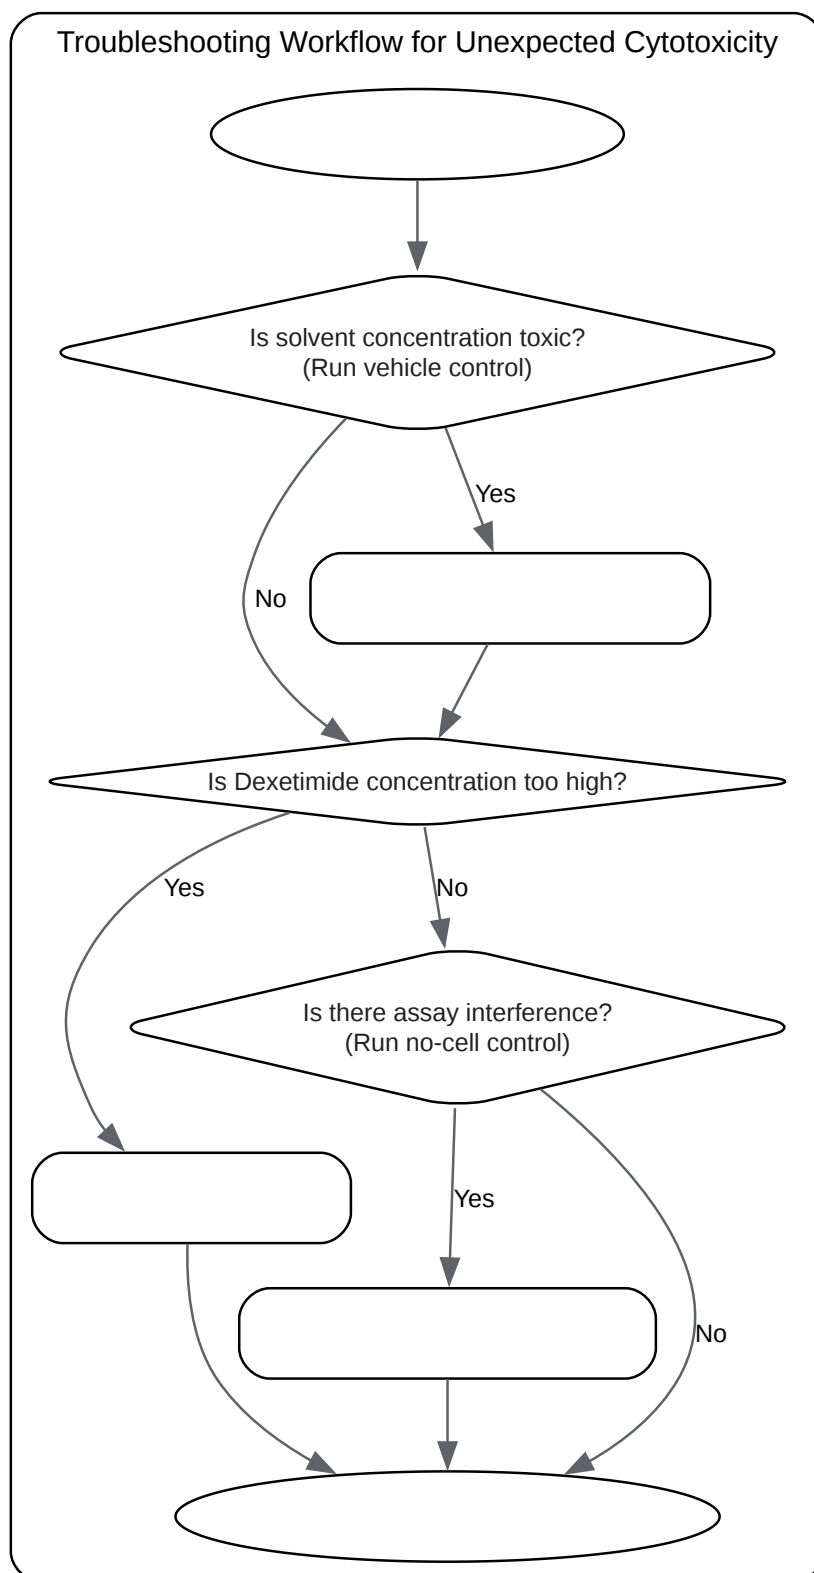 Troubleshooting Workflow for Unexpected Cytotoxicity
Is solvent concentration toxic?
(Run vehicle control)
Yes
No
Is Dexetimide concentration too high?
Yes
No
Is there assay interference?
(Run no-cell control)
Yes
No